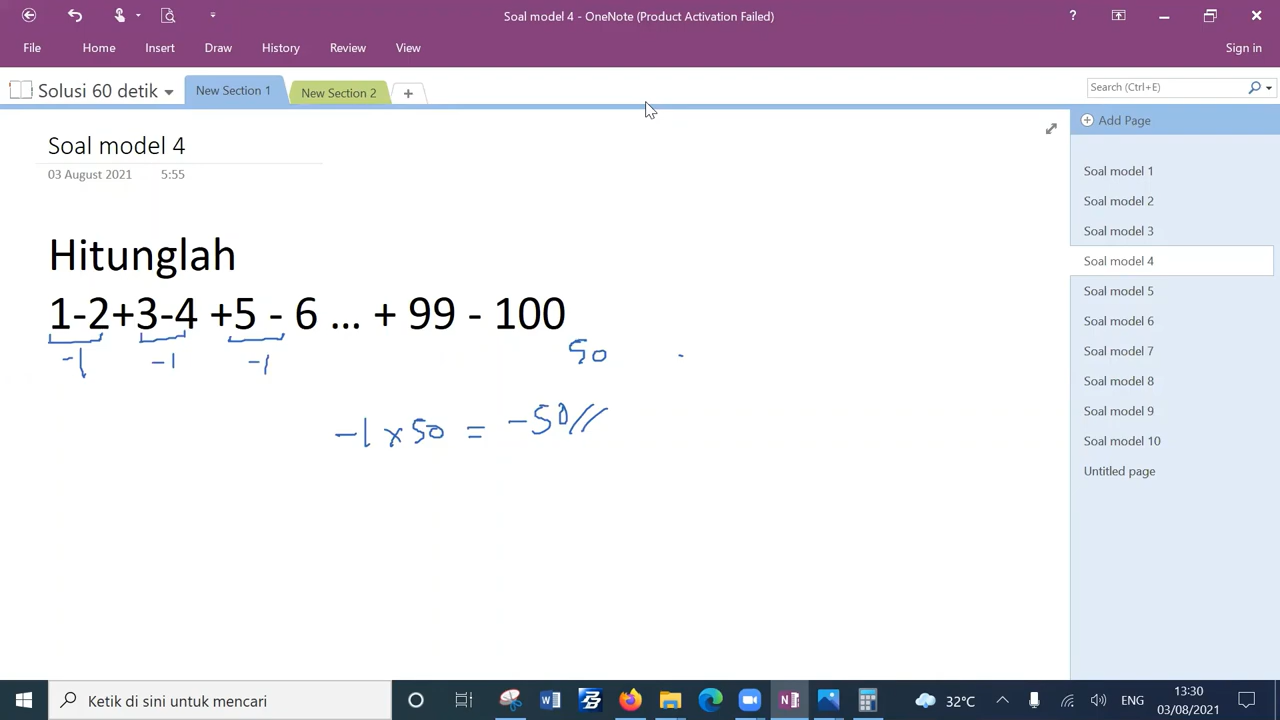 Soal model 4 - OneNote (Product Activation Failed)
?
File Home Insert Draw History Review View Sign in
Solusi 60 detik New Section 1 New Section 2 +
Search (Ctrl+E)
Add Page
Soal model 4
03 August 2021 5:55
Hitunglah
1-2+3-4 +5 - 6 ... + 99 - 100
-1 -1 -1 50
-1 x 50 = -50//
Soal model 1
Soal model 2
Soal model 3
Soal model 4
Soal model 5
Soal model 6
Soal model 7
Soal model 8
Soal model 9
Soal model 10
Untitled page
Ketik di sini untuk mencari 32°C ENG 13:30
03/08/2021